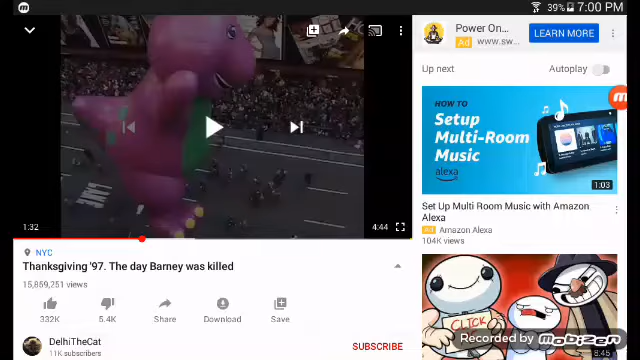 39% 7:00 PM
1:32
4:44
NYC
Thanksgiving '97. The day Barney was killed
15,859,251 views
332K
5.4K
Share
Download
Save
DelhiTheCat
11K subscribers
SUBSCRIBE
Power On...
Ad www.sw...
LEARN MORE
Up next
Autoplay
HOW TO
Setup
Multi-Room
Music
alexa
1:03
Set Up Multi Room Music with Amazon
Alexa
Ad Amazon Alexa
104K views
CLICK
8:45
Recorded by
MOBIZEN